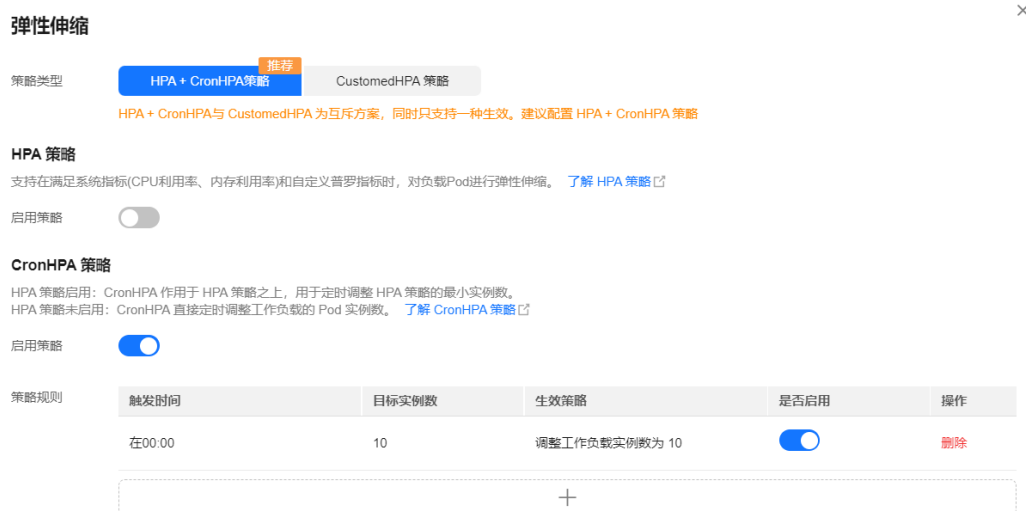 弹性伸缩
策略类型
推荐
HPA + CronHPA策略 CustomedHPA 策略
HPA + CronHPA与 CustomedHPA 为互斥方案，同时只支持一种生效。建议配置 HPA + CronHPA 策略
HPA 策略
支持在满足系统指标(CPU利用率、内存利用率)和自定义普罗指标时，对负载Pod进行弹性伸缩。 了解 HPA 策略
启用策略
CronHPA 策略
HPA 策略启用：CronHPA 作用于 HPA 策略之上，用于定时调整 HPA 策略的最小实例数。
HPA 策略未启用：CronHPA 直接定时调整工作负载的 Pod 实例数。 了解 CronHPA 策略
启用策略
策略规则
触发时间 目标实例数 生效策略 是否启用 操作
在00:00 10 调整工作负载实例数为 10 删除